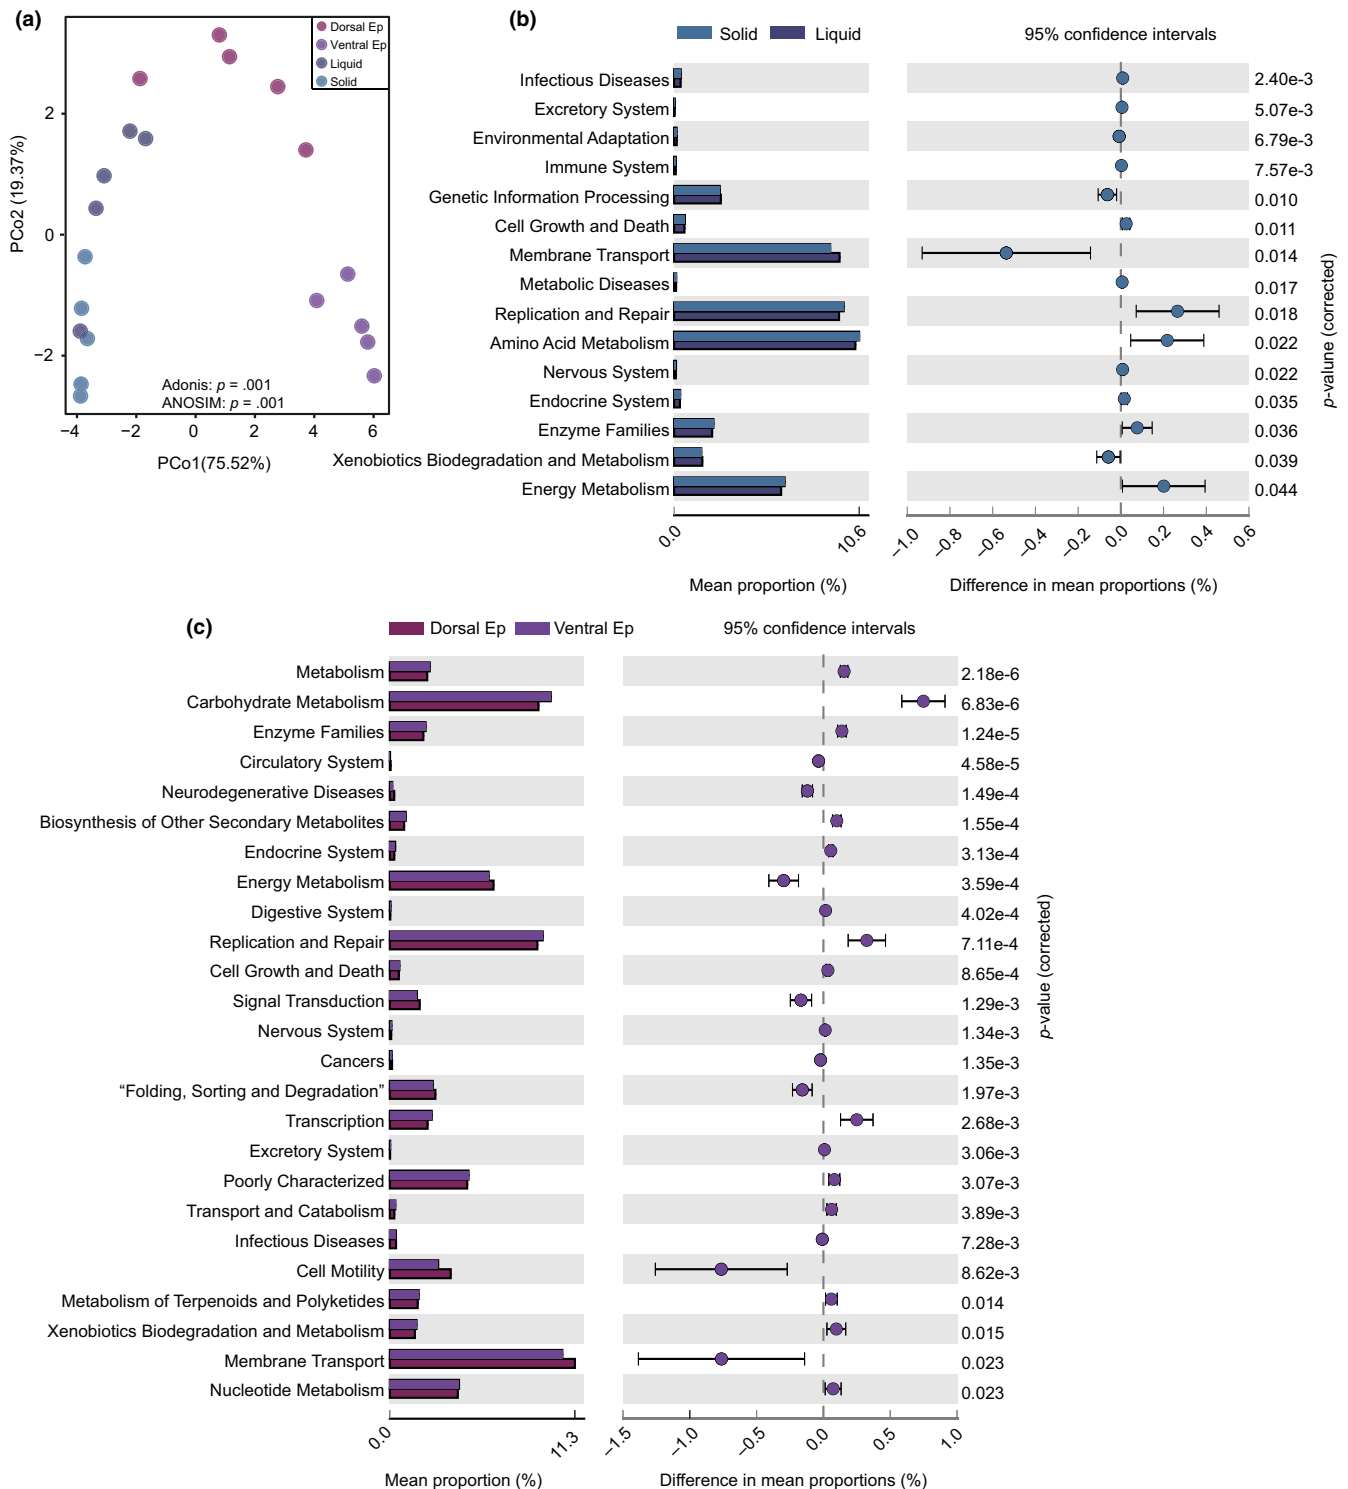 (a)
Dorsal Ep
Ventral Ep
Liquid
Solid
PCo2 (19.37%)
2
0
−2
Adonis: p = .001
ANOSIM: p = .001
−4 −2 0 2 4 6
PCo1(75.52%)
(b)
Solid Liquid 95% confidence intervals
Infectious Diseases 2.40e-3
Excretory System 5.07e-3
Environmental Adaptation 6.79e-3
Immune System 7.57e-3
Genetic Information Processing 0.010
Cell Growth and Death 0.011
Membrane Transport 0.014
Metabolic Diseases 0.017
Replication and Repair 0.018
Amino Acid Metabolism 0.022
Nervous System 0.022
Endocrine System 0.035
Enzyme Families 0.036
Xenobiotics Biodegradation and Metabolism 0.039
Energy Metabolism 0.044
p-valune (corrected)
0.0 10.6 −1.0 −0.8 −0.6 −0.4 −0.2 0.0 0.2 0.4 0.6
Mean proportion (%) Difference in mean proportions (%)
(c)
Dorsal Ep Ventral Ep 95% confidence intervals
Metabolism 2.18e-6
Carbohydrate Metabolism 6.83e-6
Enzyme Families 1.24e-5
Circulatory System 4.58e-5
Neurodegenerative Diseases 1.49e-4
Biosynthesis of Other Secondary Metabolites 1.55e-4
Endocrine System 3.13e-4
Energy Metabolism 3.59e-4
Digestive System 4.02e-4
Replication and Repair 7.11e-4
Cell Growth and Death 8.65e-4
Signal Transduction 1.29e-3
Nervous System 1.34e-3
Cancers 1.35e-3
“Folding, Sorting and Degradation” 1.97e-3
Transcription 2.68e-3
Excretory System 3.06e-3
Poorly Characterized 3.07e-3
Transport and Catabolism 3.89e-3
Infectious Diseases 7.28e-3
Cell Motility 8.62e-3
Metabolism of Terpenoids and Polyketides 0.014
Xenobiotics Biodegradation and Metabolism 0.015
Membrane Transport 0.023
Nucleotide Metabolism 0.023
p-value (corrected)
0.0 11.3 −1.5 −1.0 −0.5 0.0 0.5 1.0
Mean proportion (%) Difference in mean proportions (%)